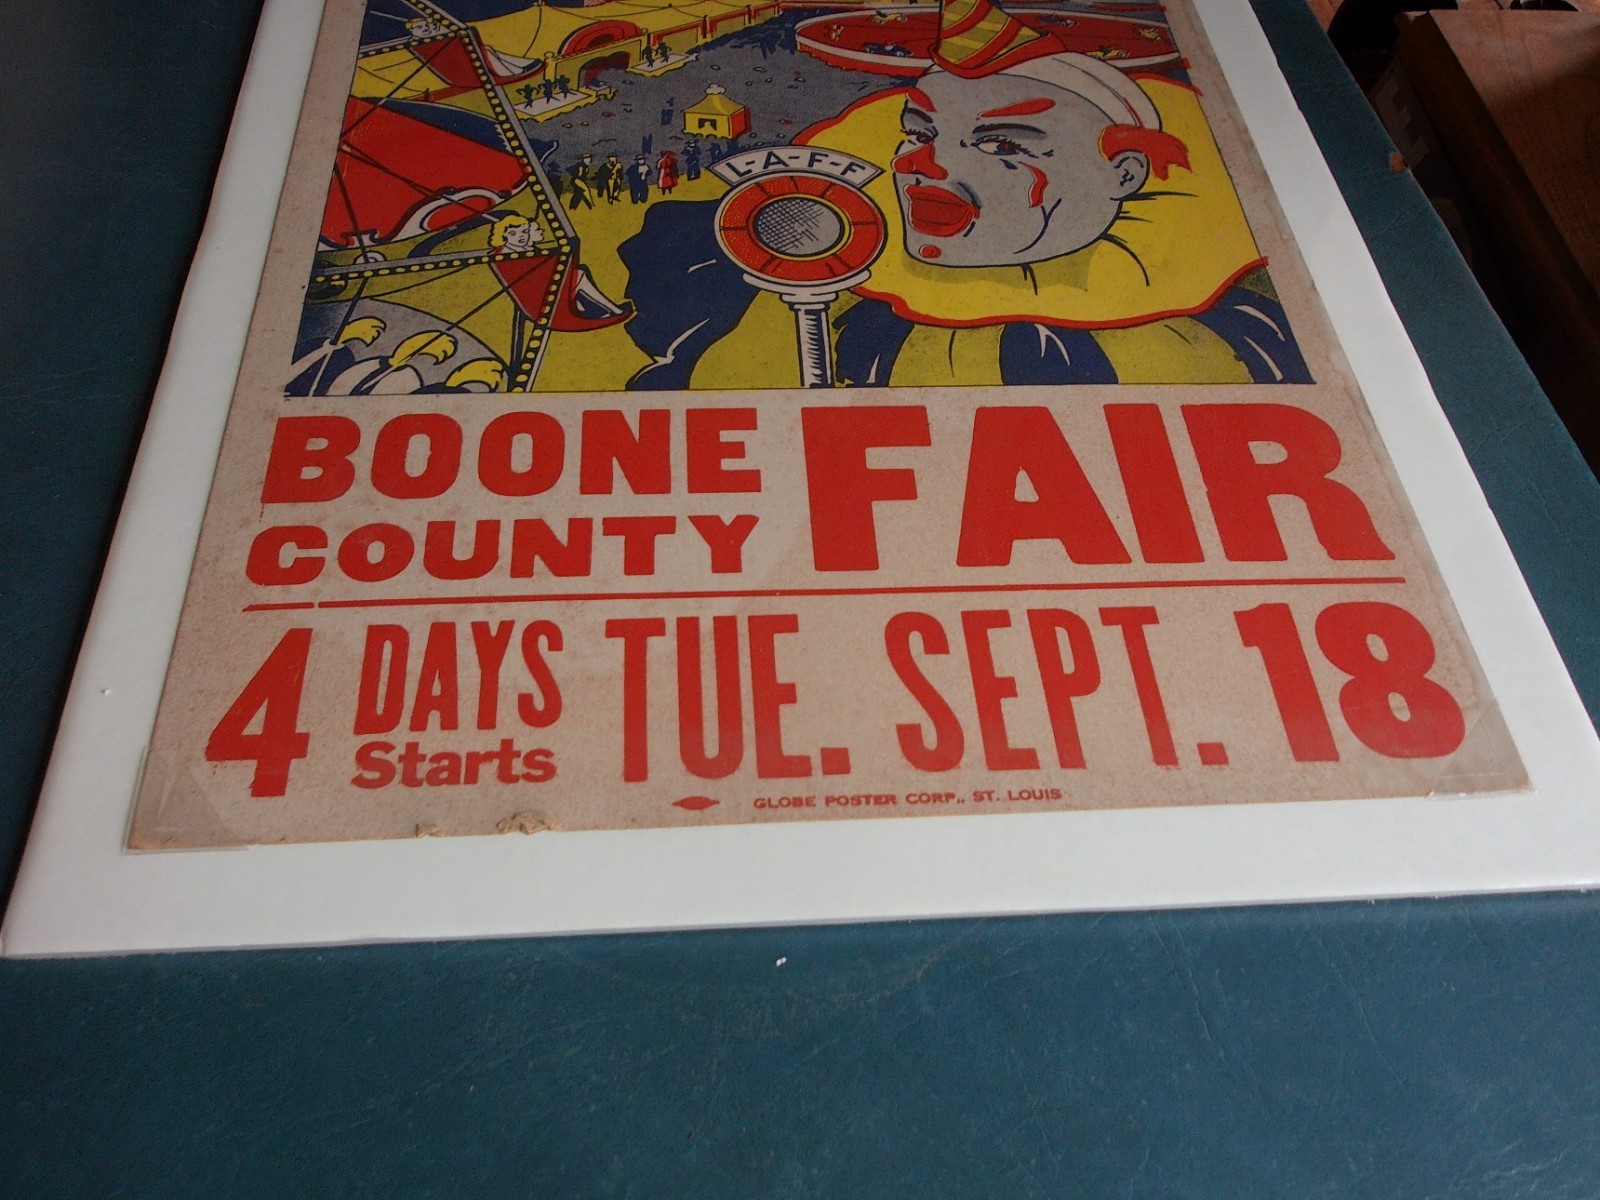 L-A-F-F
BOONE
COUNTY
FAIR
4 DAYS
Starts
TUE. SEPT. 18
GLOBE POSTER CORP., ST. LOUIS